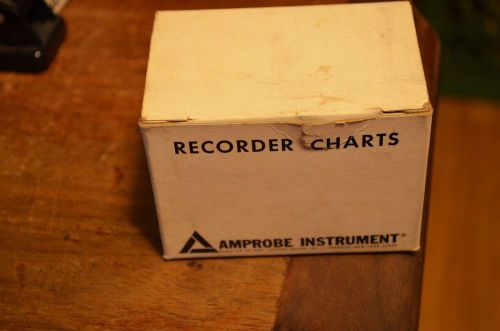 RECORDER CHARTS
AMPROBE INSTRUMENT®